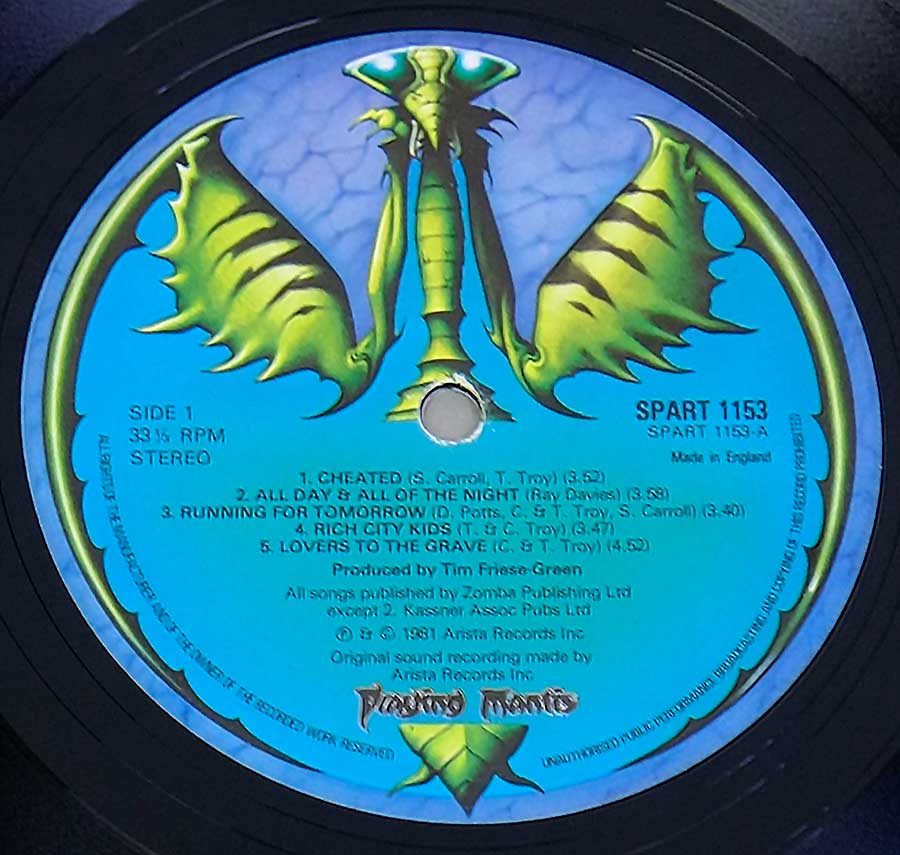 SIDE 1
33⅓ RPM
STEREO
SPART 1153
SPART 1153-A
Made in England
1. CHEATED (S. Carroll, T. Troy) (3.52)
2. ALL DAY & ALL OF THE NIGHT (Ray Davies) (3.58)
3. RUNNING FOR TOMORROW (D. Potts, C. & T. Troy, S. Carroll) (3.40)
4. RICH CITY KIDS (T. & C. Troy) (3.47)
5. LOVERS TO THE GRAVE (C. & T. Troy) (4.52)
Produced by Tim Friese-Green
All songs published by Zomba Publishing Ltd
except 2. Kassner Assoc Pubs Ltd
℗ & © 1981 Arista Records Inc
Original sound recording made by
Arista Records Inc
Praying Mantis
ALL RIGHTS OF THE MANUFACTURER AND OF THE OWNER OF THE RECORDED WORK RESERVED
UNAUTHORISED PUBLIC PERFORMANCE BROADCASTING AND COPYING OF THIS RECORD PROHIBITED